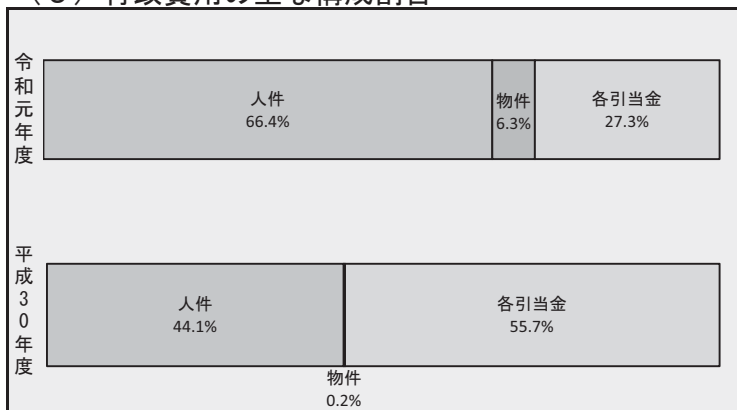 令和元年度
人件
66.4%
物件
6.3%
各引当金
27.3%
平成30年度
人件
44.1%
各引当金
55.7%
物件
0.2%